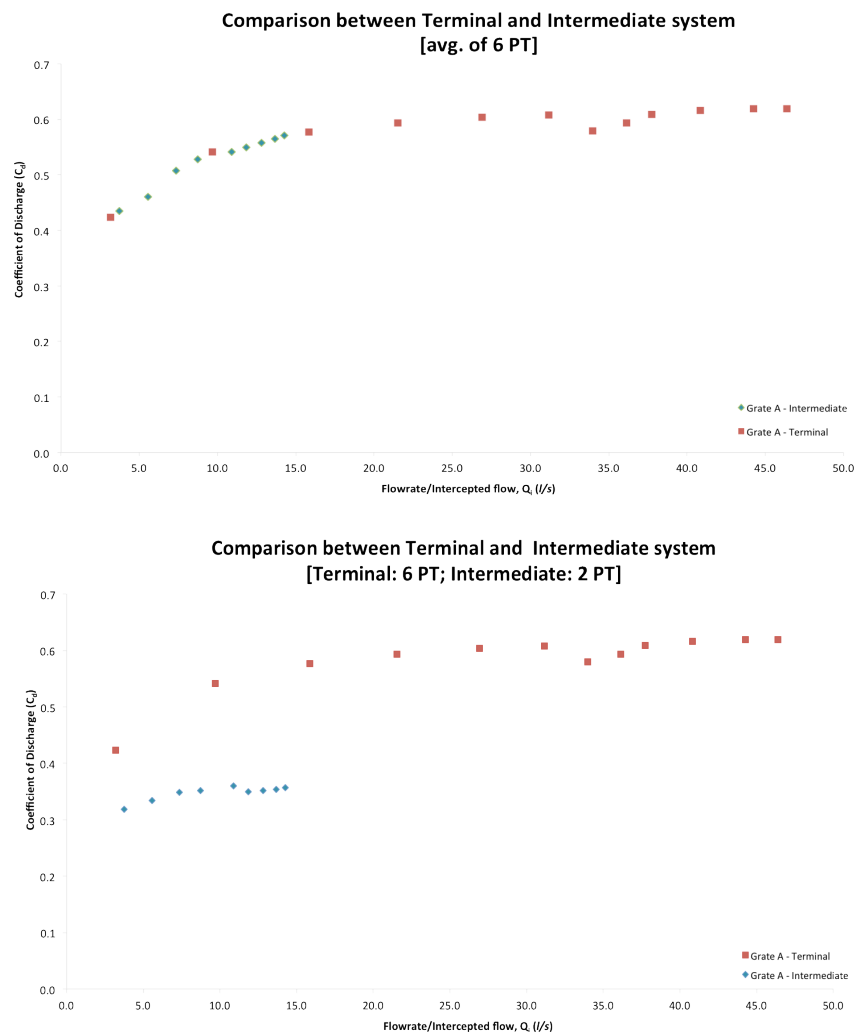 Comparison between Terminal and Intermediate system
[avg. of 6 PT]
0.7
0.6
0.5
0.4
0.3
0.2
0.1
0.0
Coefficient of Discharge (Cd)
Grate A - Intermediate
Grate A - Terminal
0.0 5.0 10.0 15.0 20.0 25.0 30.0 35.0 40.0 45.0 50.0
Flowrate/Intercepted flow, Qi (l/s)
Comparison between Terminal and Intermediate system
[Terminal: 6 PT; Intermediate: 2 PT]
0.7
0.6
0.5
0.4
0.3
0.2
0.1
0.0
Coefficient of Discharge (Cd)
Grate A - Terminal
Grate A - Intermediate
0.0 5.0 10.0 15.0 20.0 25.0 30.0 35.0 40.0 45.0 50.0
Flowrate/Intercepted flow, Qi (l/s)